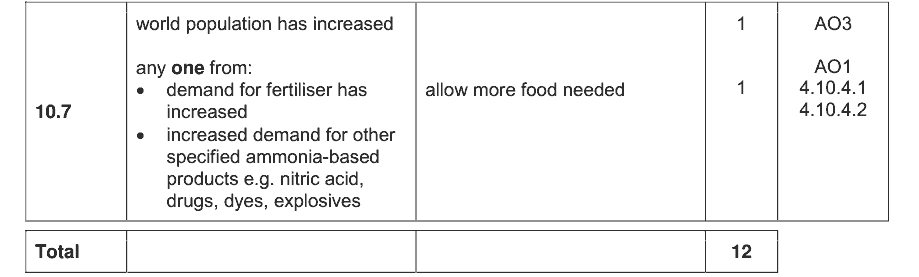 world population has increased 1 AO3
any one from: AO1
• demand for fertiliser has allow more food needed 1 4.10.4.1
10.7 increased 4.10.4.2
• increased demand for other
specified ammonia-based
products e.g. nitric acid,
drugs, dyes, explosives
Total 12